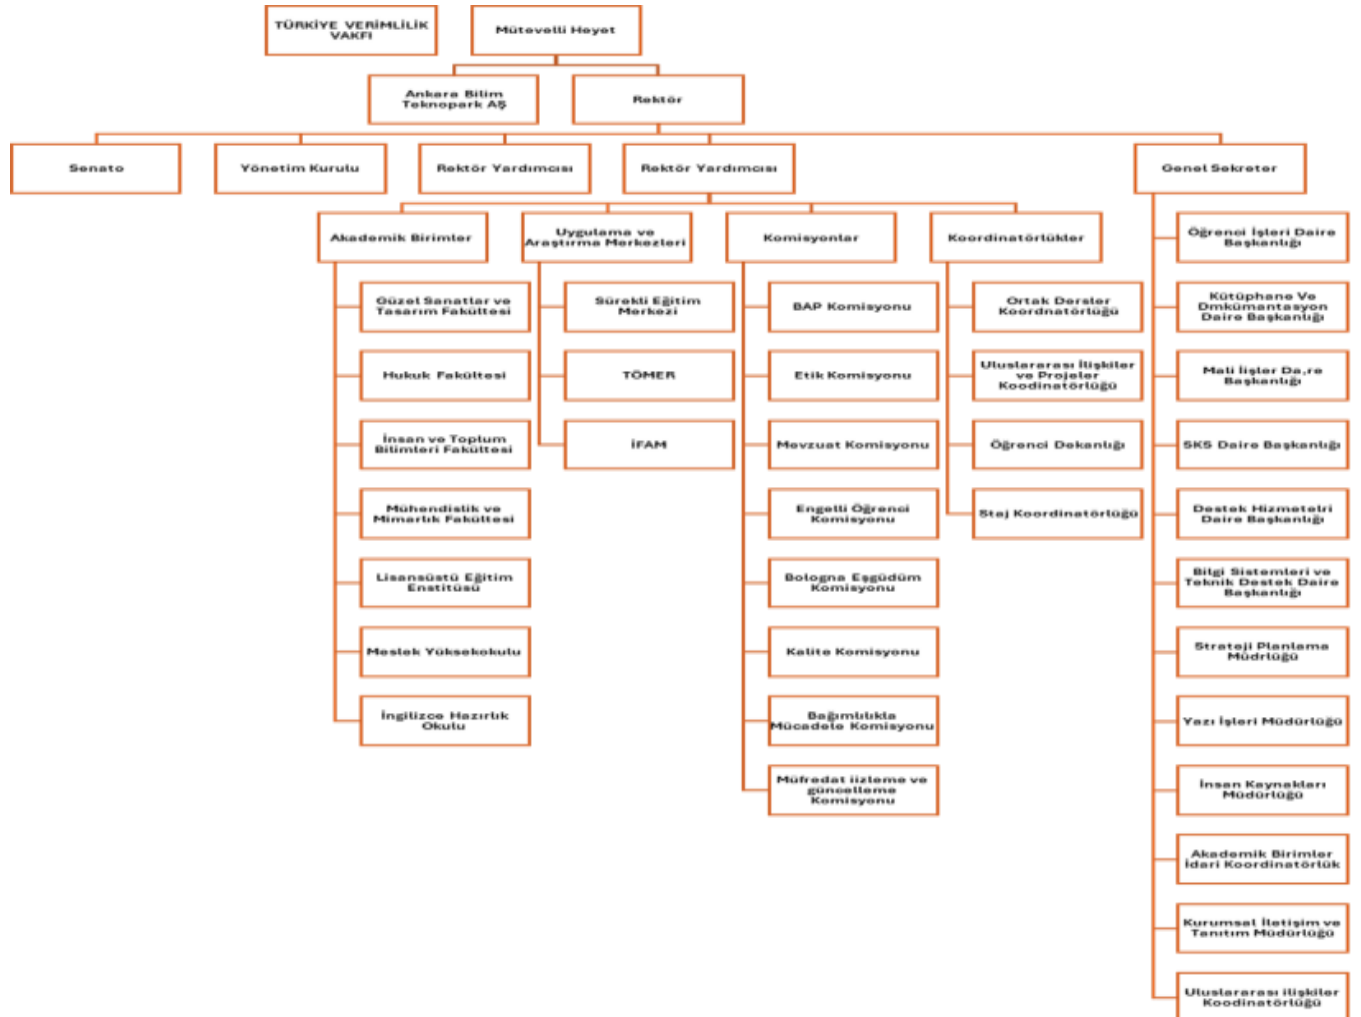 TÜRKİYE VERİMLİLİK
VAKFI
Mütevelli Heyet
Ankara Bilim
Teknopark AŞ
Rektör
Senato
Yönetim Kurulu
Rektör Yardımcısı
Rektör Yardımcısı
Genel Sekreter
Akademik Birimler
Güzel Sanatlar ve
Tasarım Fakültesi
Hukuk Fakültesi
İnsan ve Toplum
Bilimleri Fakültesi
Mühendislik ve
Mimarlık Fakültesi
Lisansüstü Eğitim
Enstitüsü
Meslek Yüksekokulu
İngilizce Hazırlık
Okulu
Uygulama ve
Araştırma Merkezleri
Sürekli Eğitim
Merkezi
TÖMER
İFAM
Komisyonlar
BAP Komisyonu
Etik Komisyonu
Mevzuat Komisyonu
Engelli Öğrenci
Komisyonu
Bologna Eşgüdüm
Komisyonu
Kalite Komisyonu
Bağımlılıkla
Mücadele Komisyonu
Müfredat iizleme ve
güncelleme
Komisyonu
Koordinatörlükler
Ortak Dersler
Koordnatörlüğü
Uluslararası İlişkiler
ve Projeler
Koodinatörlüğü
Öğrenci Dekanlığı
Staj Koordinatörlüğü
Öğrenci İşleri Daire
Başkanlığı
Kütüphane Ve
Dmkümantasyon
Daire Başkanlığı
Mali İişler Da,re
Başkanlığı
SKS Daire Başkanlığı
Destek Hizmetelri
Daire Başkanlığı
Bilgi Sistemleri ve
Teknik Destek Daire
Başkanlığı
Strateji Planlama
Müdrlüğü
Yazı İşleri Müdürlüğü
İnsan Kaynakları
Müdürlüğü
Akademik Birimler
İdari Koordinatörlük
Kurumsal İletişim ve
Tanıtım Müdürlüğü
Uluslararası ilişkiler
Koodinatörlüğü